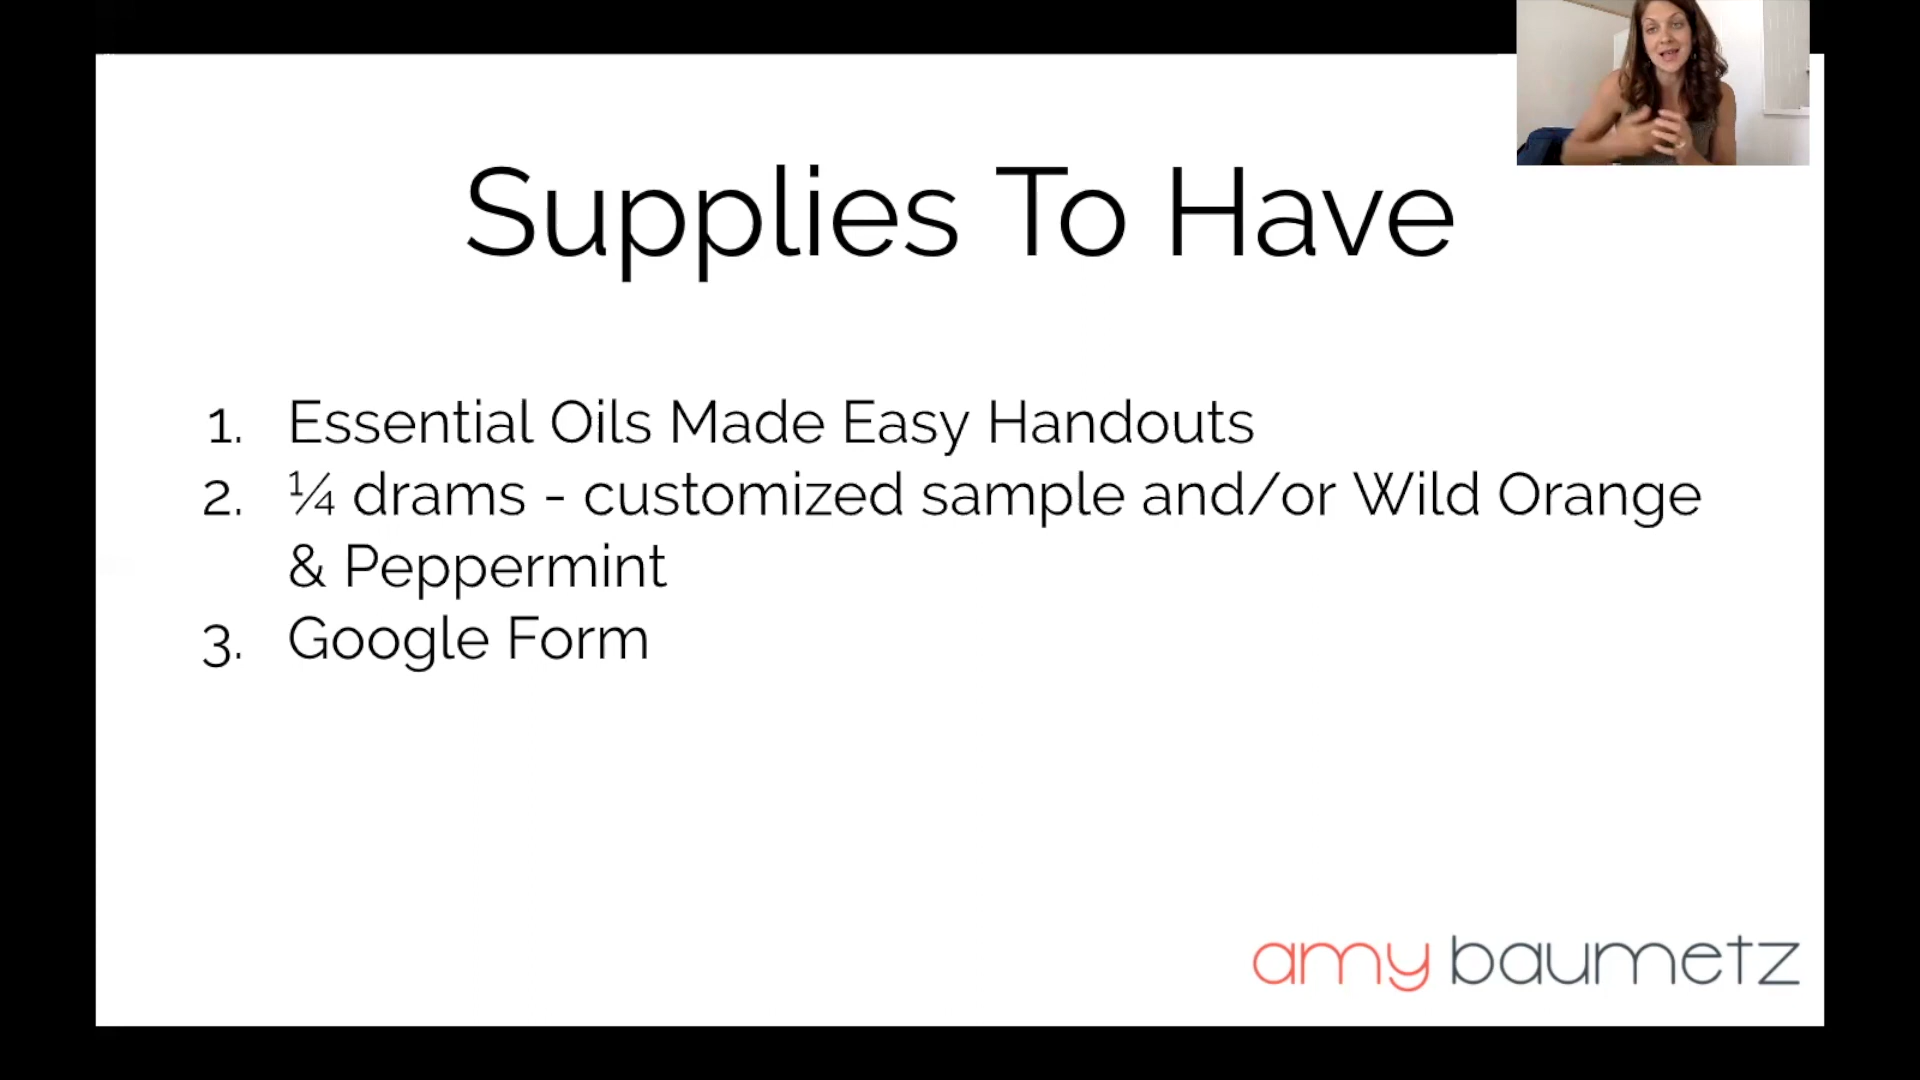 Supplies To Have
1. Essential Oils Made Easy Handouts
2. ¼ drams - customized sample and/or Wild Orange
& Peppermint
3. Google Form
amy baumetz